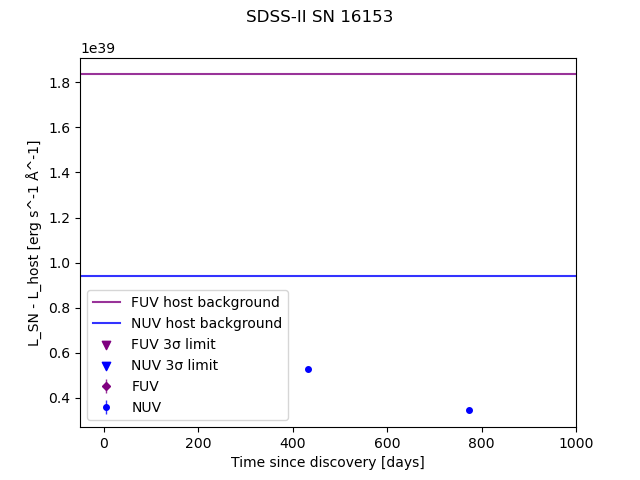 SDSS-II SN 16153
1e39
L_SN - L_host [erg s^-1 Å^-1]
1.8
1.6
1.4
1.2
1.0
0.8
0.6
0.4
FUV host background
NUV host background
FUV 3σ limit
NUV 3σ limit
FUV
NUV
0 200 400 600 800 1000
Time since discovery [days]